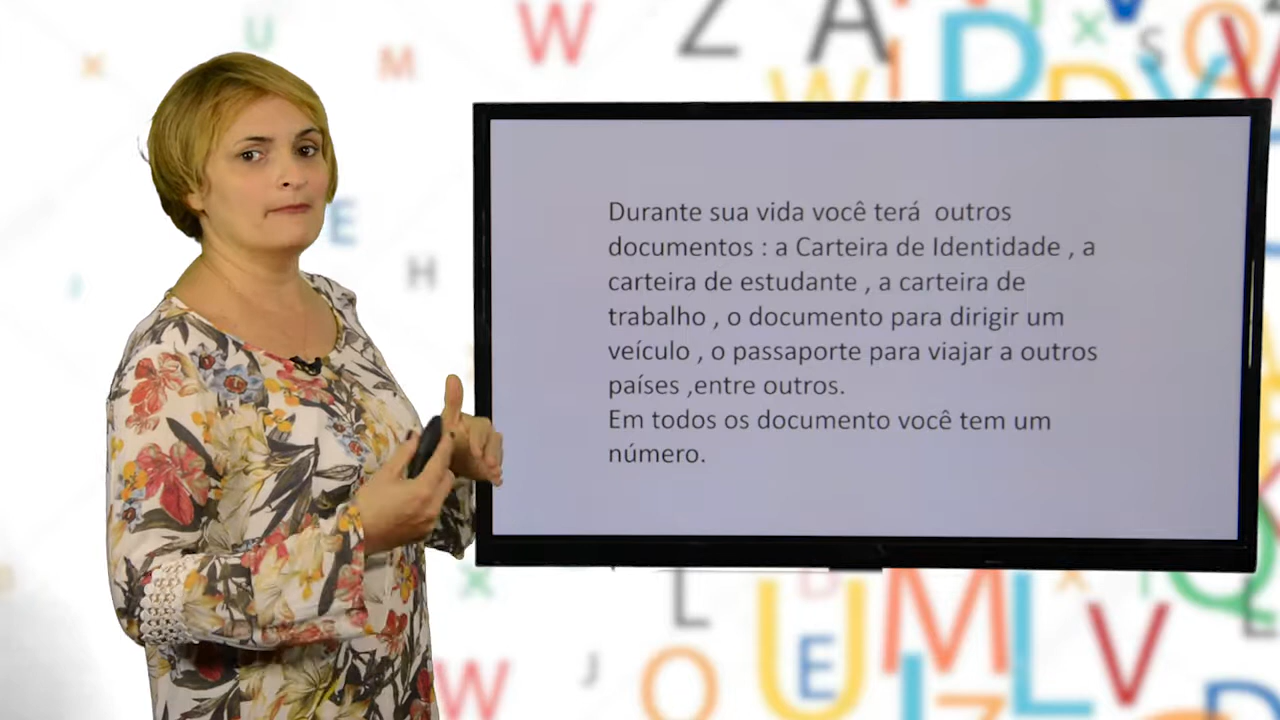 Durante sua vida você terá  outros
documentos : a Carteira de Identidade , a
carteira de estudante , a carteira de
trabalho , o documento para dirigir um
veículo , o passaporte para viajar a outros
países ,entre outros.
Em todos os documento você tem um
número.